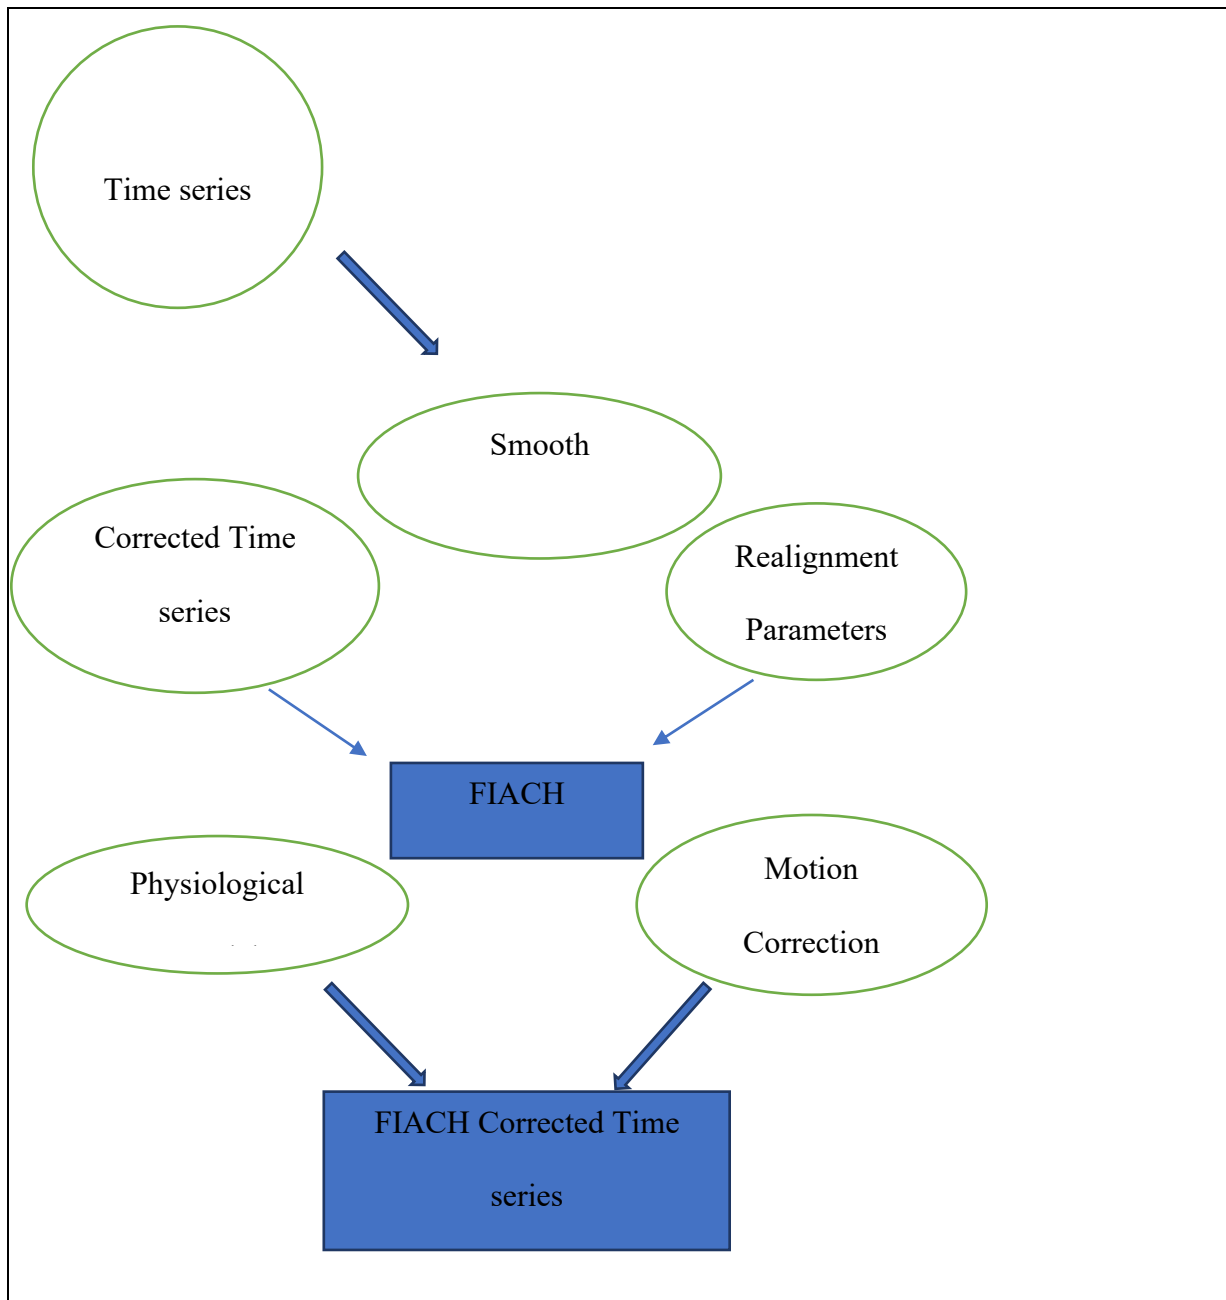 Time series
Smooth
Corrected Time
series
Realignment
Parameters
FIACH
Physiological
Motion
Correction
FIACH Corrected Time
series